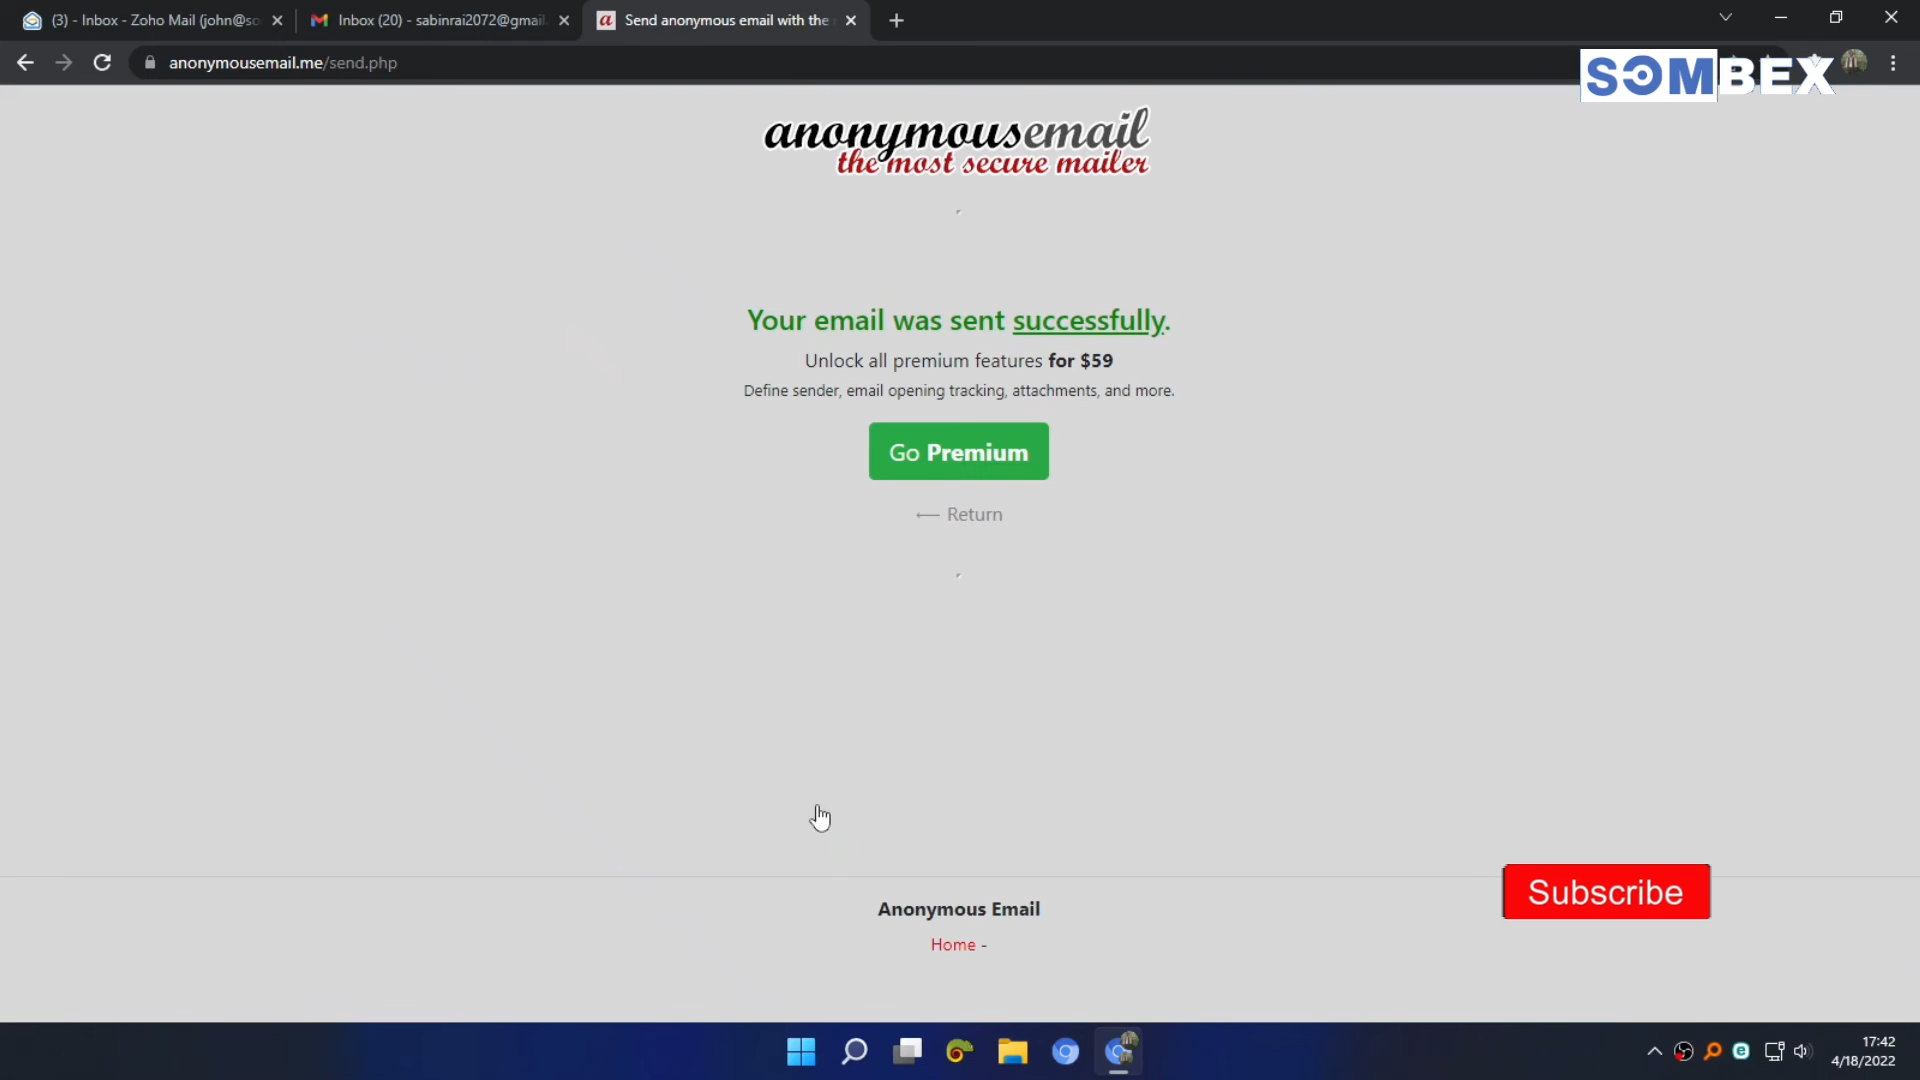 (3) - Inbox - Zoho Mail (john@so
Inbox (20) - sabinrai2072@gmail.
Send anonymous email with the
anonymousemail.me/send.php
SOMBEX
anonymousemail
the most secure mailer
Your email was sent successfully.
Unlock all premium features for $59
Define sender, email opening tracking, attachments, and more.
Go Premium
⟵ Return
Subscribe
Anonymous Email
Home -
17:42
4/18/2022